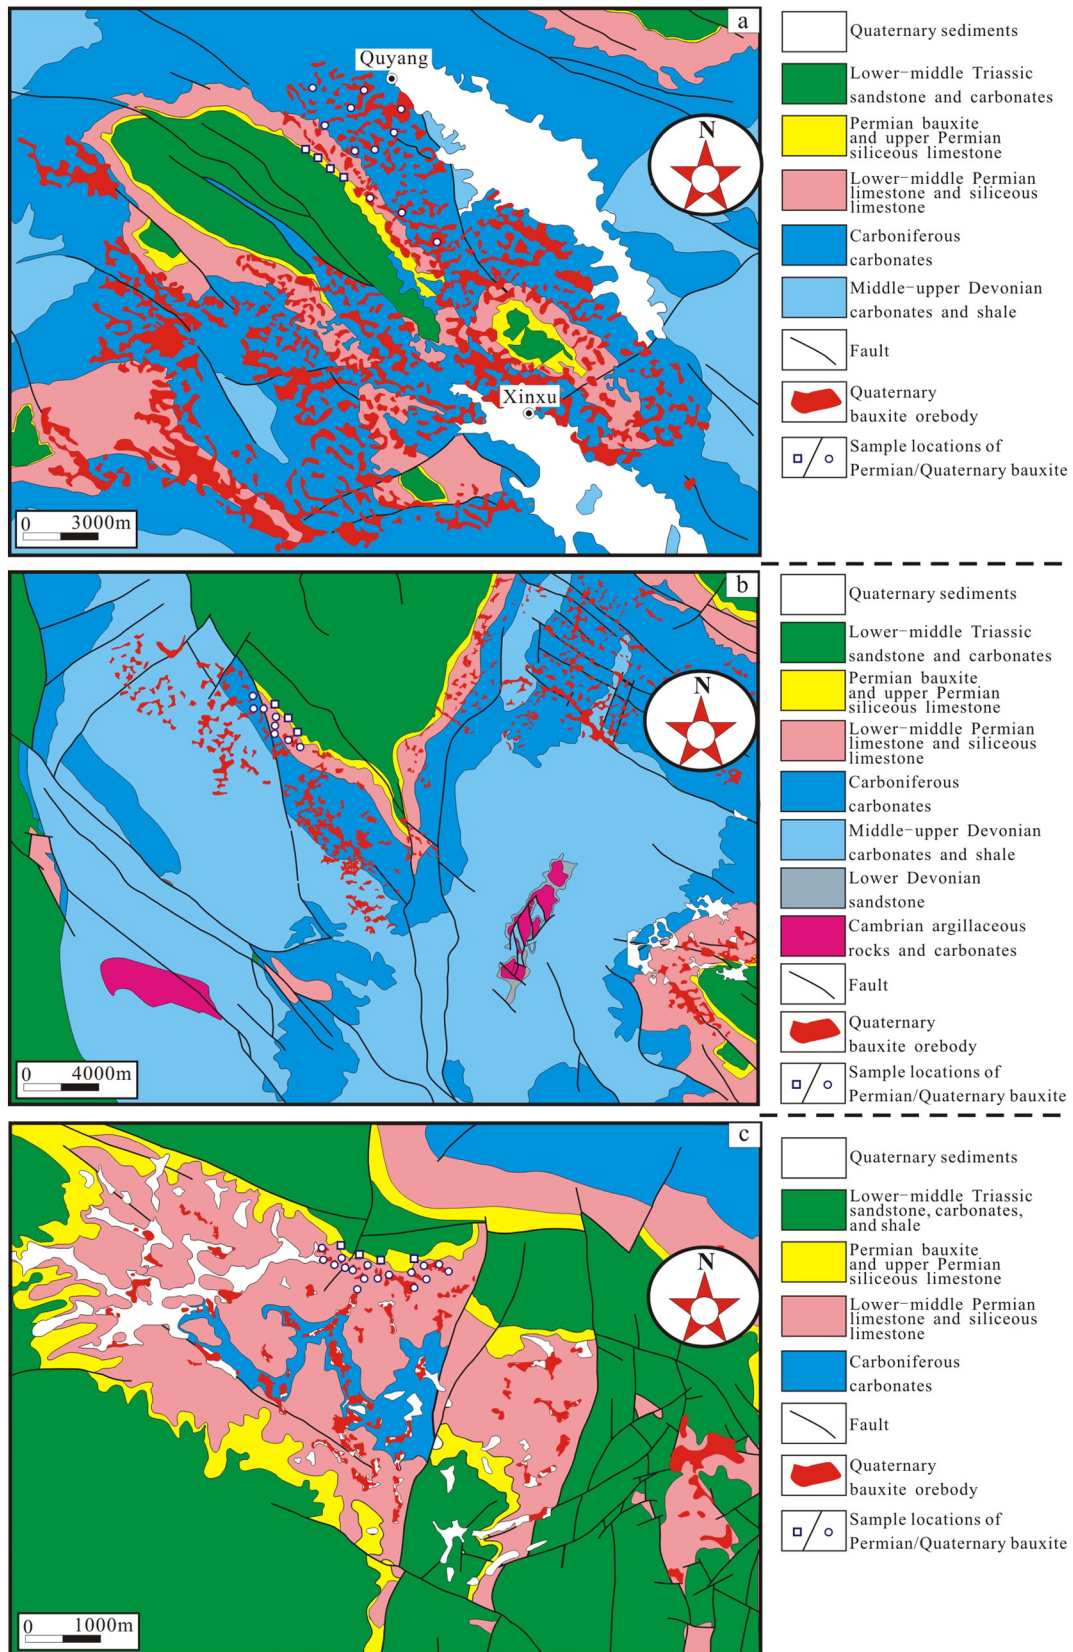 a
Quyang
N
Xinxu
0 3000m
Quaternary sediments
Lower-middle Triassic
sandstone and carbonates
Permian bauxite
and upper Permian
siliceous limestone
Lower-middle Permian
limestone and siliceous
limestone
Carboniferous
carbonates
Middle-upper Devonian
carbonates and shale
Fault
Quaternary
bauxite orebody
Sample locations of
Permian/Quaternary bauxite
b
N
0 4000m
Quaternary sediments
Lower-middle Triassic
sandstone and carbonates
Permian bauxite
and upper Permian
siliceous limestone
Lower-middle Permian
limestone and siliceous
limestone
Carboniferous
carbonates
Middle-upper Devonian
carbonates and shale
Lower Devonian
sandstone
Cambrian argillaceous
rocks and carbonates
Fault
Quaternary
bauxite orebody
Sample locations of
Permian/Quaternary bauxite
c
N
0 1000m
Quaternary sediments
Lower-middle Triassic
sandstone, carbonates,
and shale
Permian bauxite
and upper Permian
siliceous limestone
Lower-middle Permian
limestone and siliceous
limestone
Carboniferous
carbonates
Fault
Quaternary
bauxite orebody
Sample locations of
Permian/Quaternary bauxite